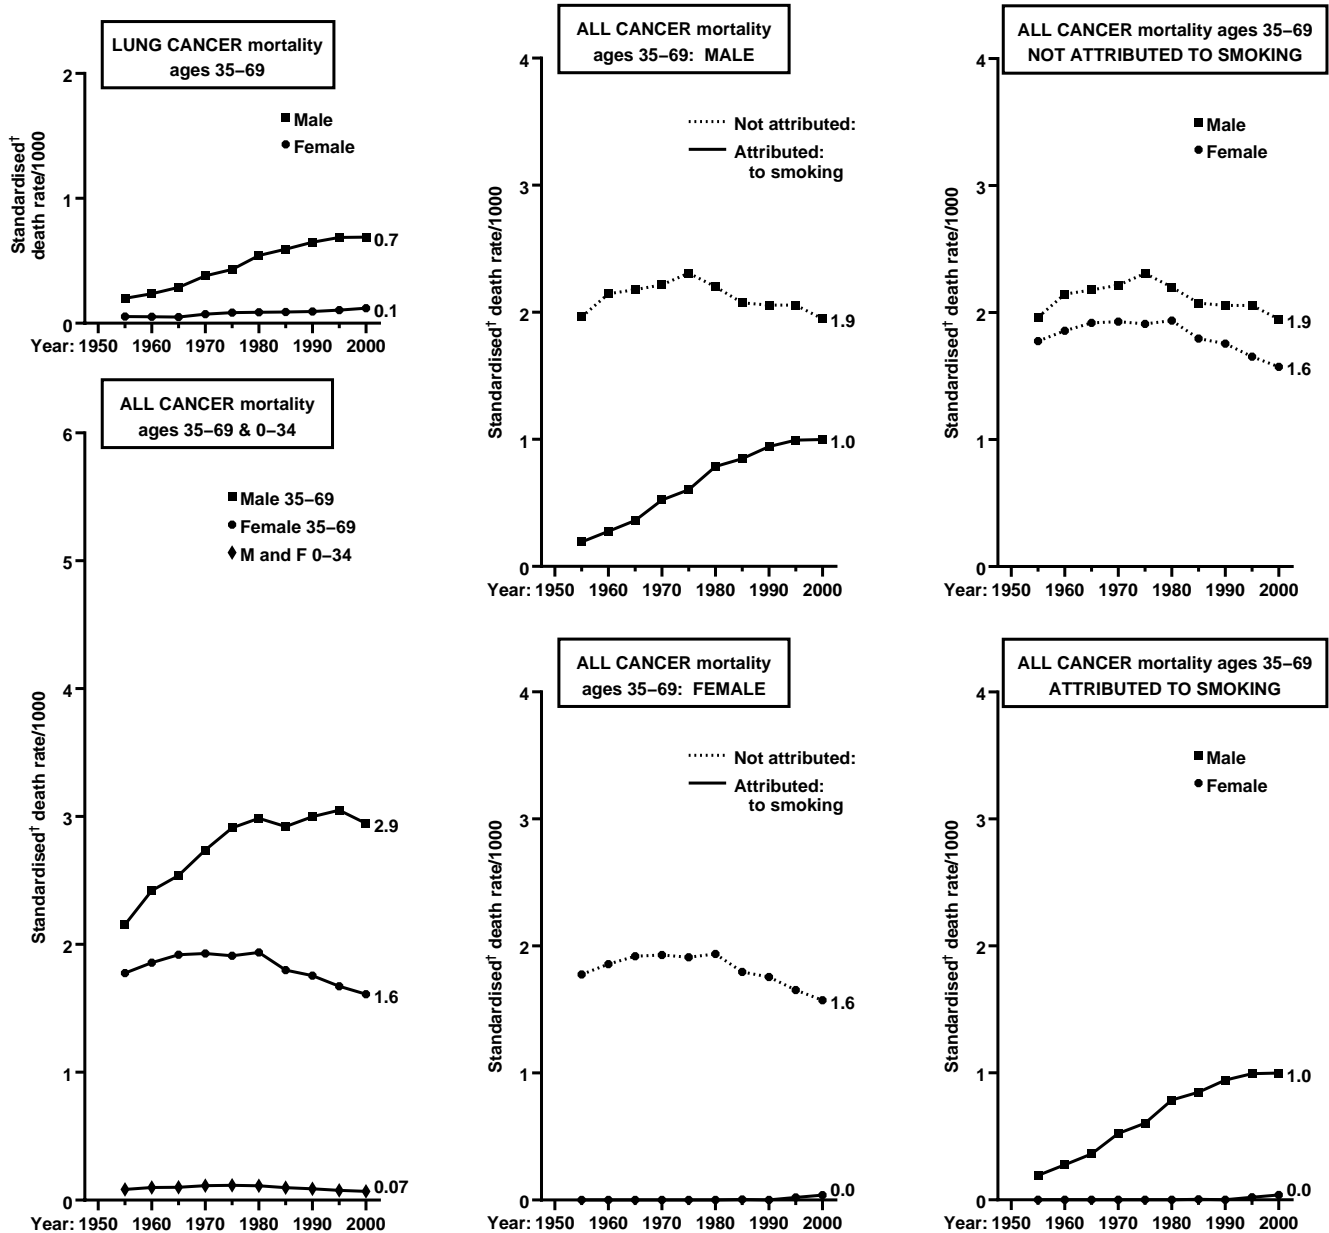 LUNG CANCER mortality
ages 35–69
2
1
0
Standardised†
death rate/1000
Male
Female
0.7
0.1
Year: 1950 1960 1970 1980 1990 2000
ALL CANCER mortality
ages 35–69 & 0–34
6
5
4
3
2
1
0
Standardised† death rate/1000
Male 35–69
Female 35–69
M and F 0–34
2.9
1.6
0.07
Year: 1950 1960 1970 1980 1990 2000
ALL CANCER mortality
ages 35–69: MALE
4
3
2
1
0
Standardised† death rate/1000
Not attributed:
Attributed:
to smoking
1.9
1.0
Year: 1950 1960 1970 1980 1990 2000
ALL CANCER mortality
ages 35–69: FEMALE
4
3
2
1
0
Standardised† death rate/1000
Not attributed:
Attributed:
to smoking
1.6
0.0
Year: 1950 1960 1970 1980 1990 2000
ALL CANCER mortality ages 35–69
NOT ATTRIBUTED TO SMOKING
4
3
2
1
0
Standardised† death rate/1000
Male
Female
1.9
1.6
Year: 1950 1960 1970 1980 1990 2000
ALL CANCER mortality ages 35–69
ATTRIBUTED TO SMOKING
4
3
2
1
0
Standardised† death rate/1000
Male
Female
1.0
0.0
Year: 1950 1960 1970 1980 1990 2000